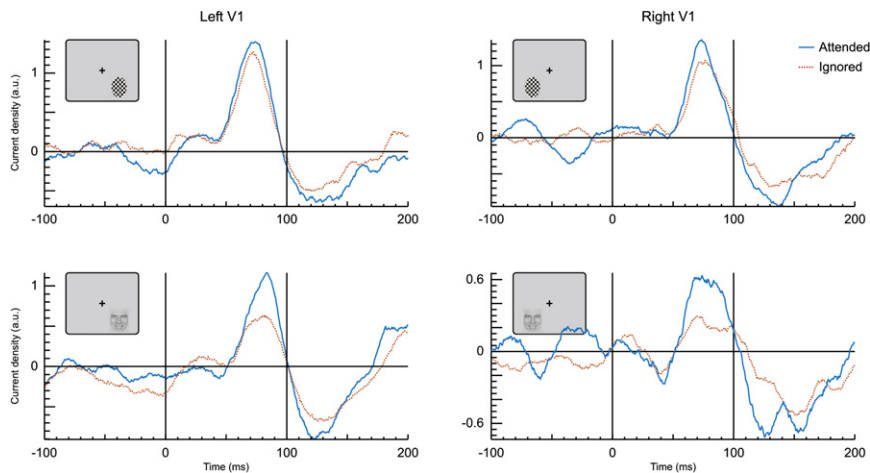 Left V1
Right V1
Attended
Ignored
Current density (a.u.)
1
0
-100 0 100 200
1
0
-100 0 100 200
Current density (a.u.)
1
0
-100 0 100 200
Time (ms)
0.6
0
-0.6
-100 0 100 200
Time (ms)